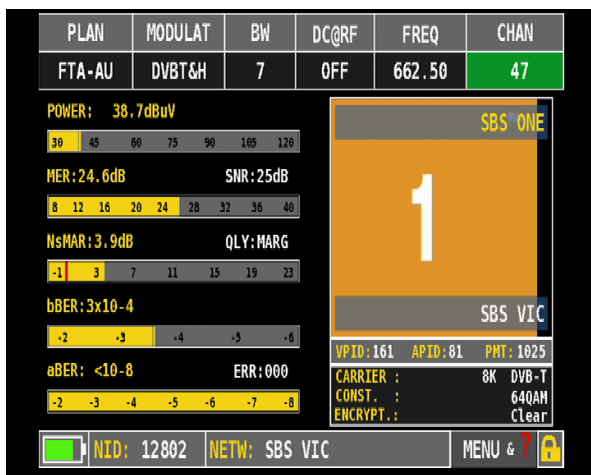 PLAN MODULAT BW DC@RF FREQ CHAN
FTA-AU DVBT&H 7 OFF 662.50 47
POWER: 38.7dBuV
30 45 60 75 90 105 120
MER:24.6dB SNR:25dB
8 12 16 20 24 28 32 36 40
NsMAR:3.9dB QLY:MARG
-1 3 7 11 15 19 23
bBER:3x10-4
-2 -3 -4 -5 -6
aBER: <10-8 ERR:000
-2 -3 -4 -5 -6 -7 -8
SBS ONE
1
SBS VIC
VPID:161 APID:81 PMT:1025
CARRIER : 8K DVB-T
CONST. : 64QAM
ENCRYPT.: Clear
NID: 12802 NETW: SBS VIC MENU & ?